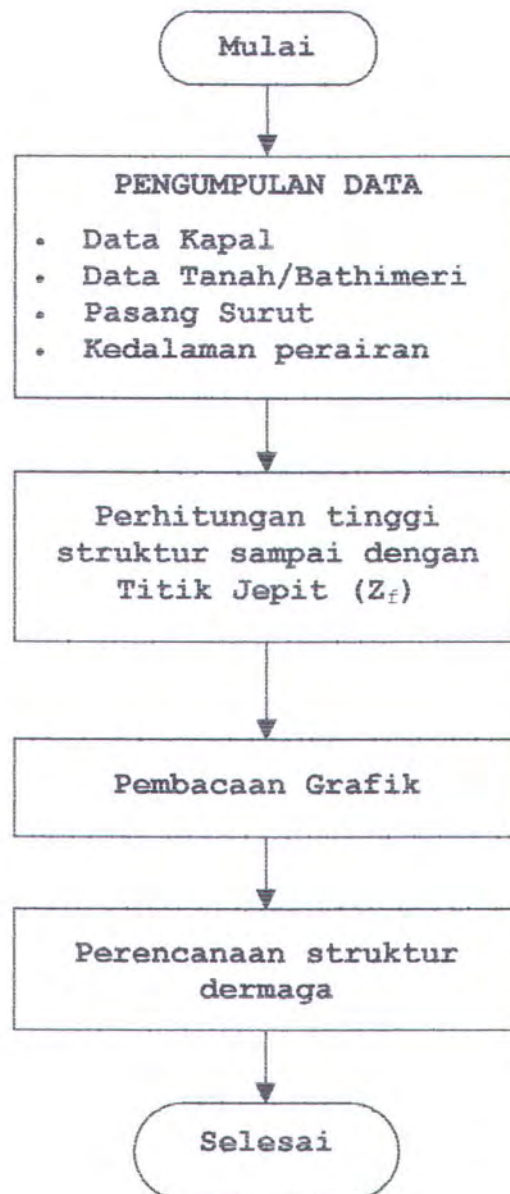 Mulai
PENGUMPULAN DATA
• Data Kapal
• Data Tanah/Bathimeri
• Pasang Surut
• Kedalaman perairan
Perhitungan tinggi
struktur sampai dengan
Titik Jepit (Zf)
Pembacaan Grafik
Perencanaan struktur
dermaga
Selesai